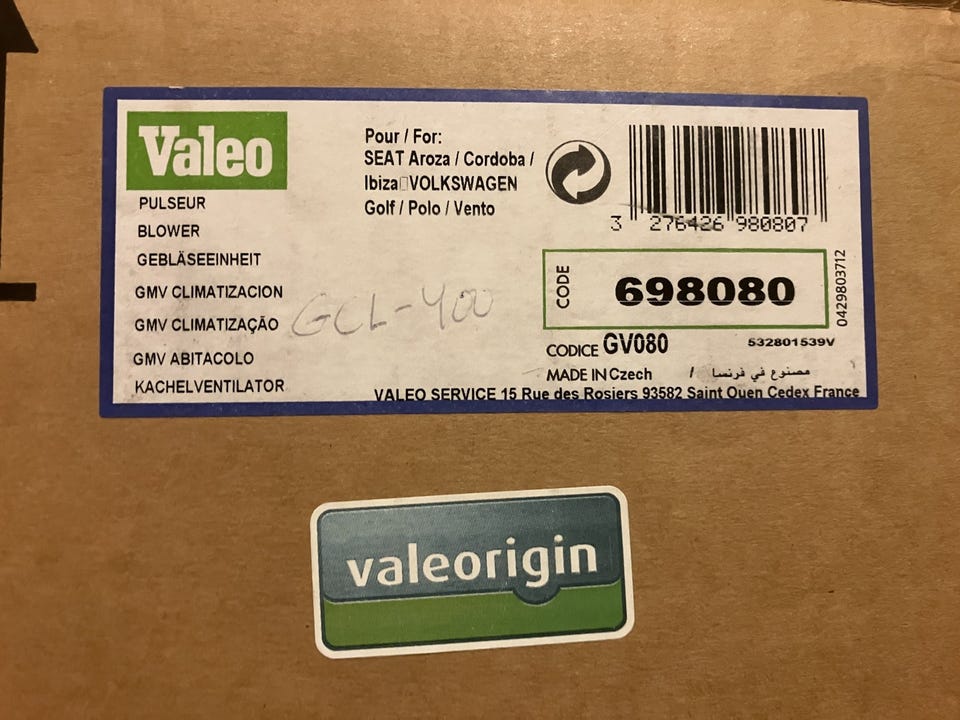 Valeo
PULSEUR
BLOWER
GEBLÄSEEINHEIT
GMV CLIMATIZACION
GMV CLIMATIZAÇÃO
GMV ABITACOLO
KACHELVENTILATOR
GCL-400
Pour / For:
SEAT Aroza / Cordoba /
Ibiza▯VOLKSWAGEN
Golf / Polo / Vento
3 276426 980807
CODE 698080
0429803712
CODICE GV080
532801539V
MADE IN Czech / مصنوع في فرنسا
VALEO SERVICE 15 Rue des Rosiers 93582 Saint Ouen Cedex France
valeorigin